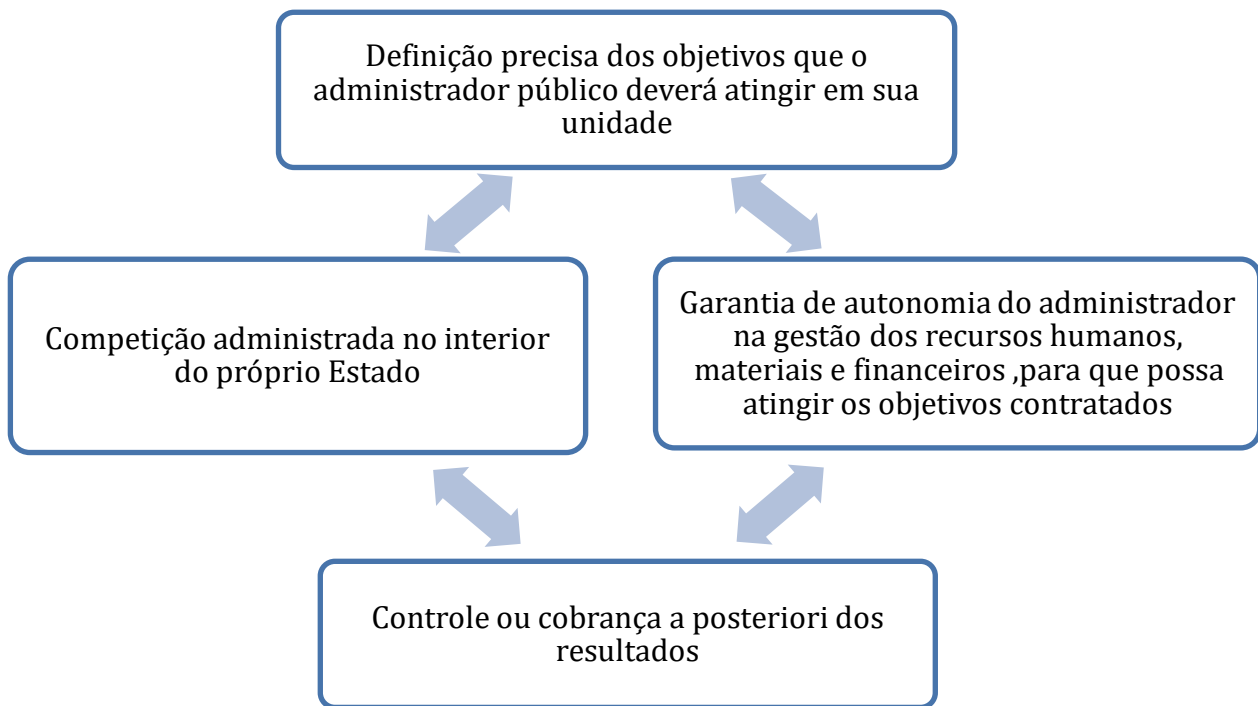 Definição precisa dos objetivos que o
administrador público deverá atingir em sua
unidade
Competição administrada no interior
do próprio Estado
Garantia de autonomia do administrador
na gestão dos recursos humanos,
materiais e financeiros ,para que possa
atingir os objetivos contratados
Controle ou cobrança a posteriori dos
resultados